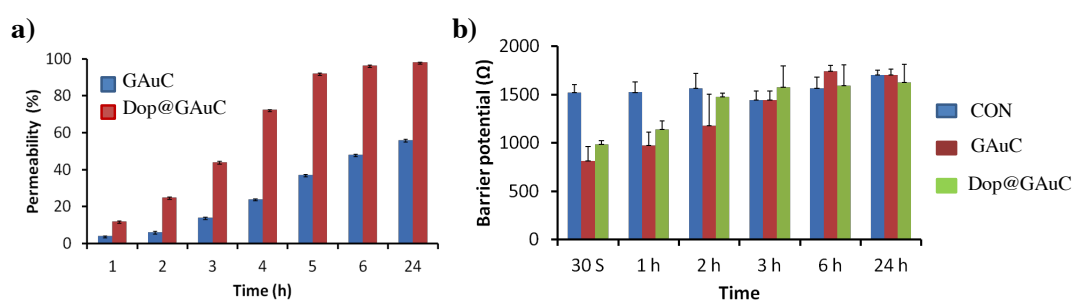 a)
Permeability (%)
100
80
60
40
20
0
GAuC
Dop@GAuC
1 2 3 4 5 6 24
Time (h)
b)
Barrier potential (Ω)
2000
1500
1000
500
0
30 S 1 h 2 h 3 h 6 h 24 h
Time
CON
GAuC
Dop@GAuC